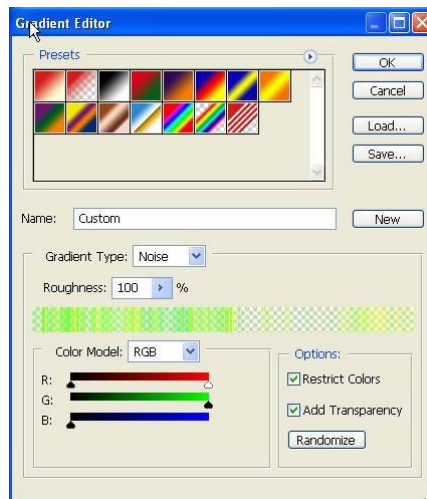 Gradient Editor
Presets
OK
Cancel
Load...
Save...
Name: Custom
New
Gradient Type: Noise
Roughness: 100 %
Color Model: RGB
R:
G:
B:
Options:
Restrict Colors
Add Transparency
Randomize